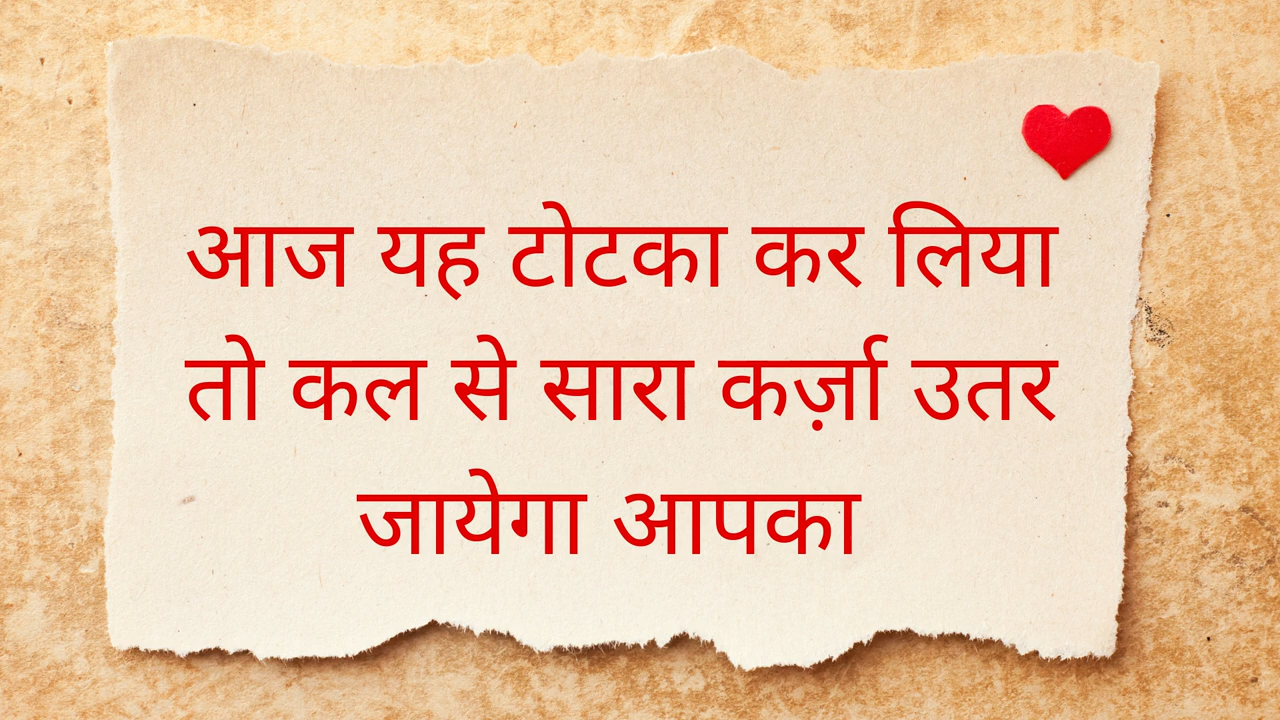 आज यह टोटका कर लिया
तो कल से सारा कर्ज़ा उतर
जायेगा आपका